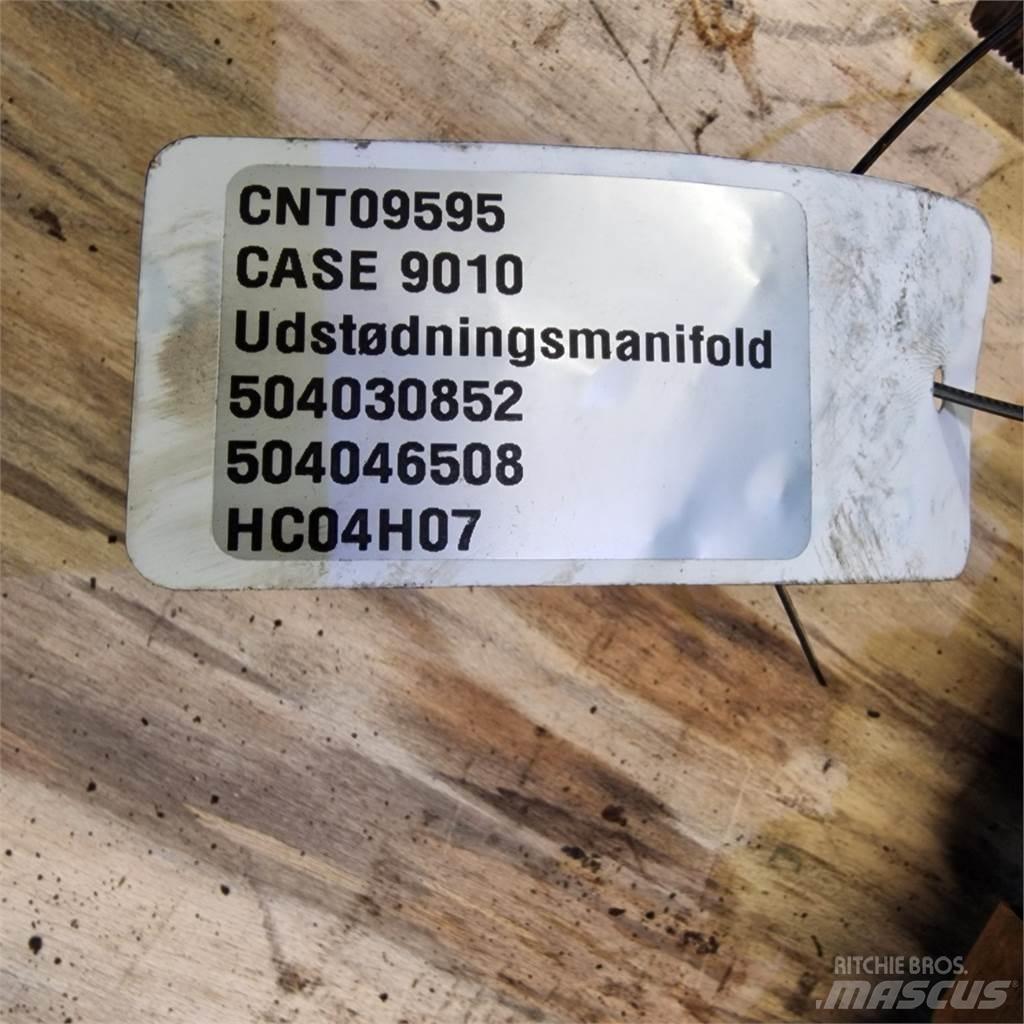 CNT09595
CASE 9010
Udstødningsmanifold
504030852
504046508
HC04H07
RITCHIE BROS.
MASCUS